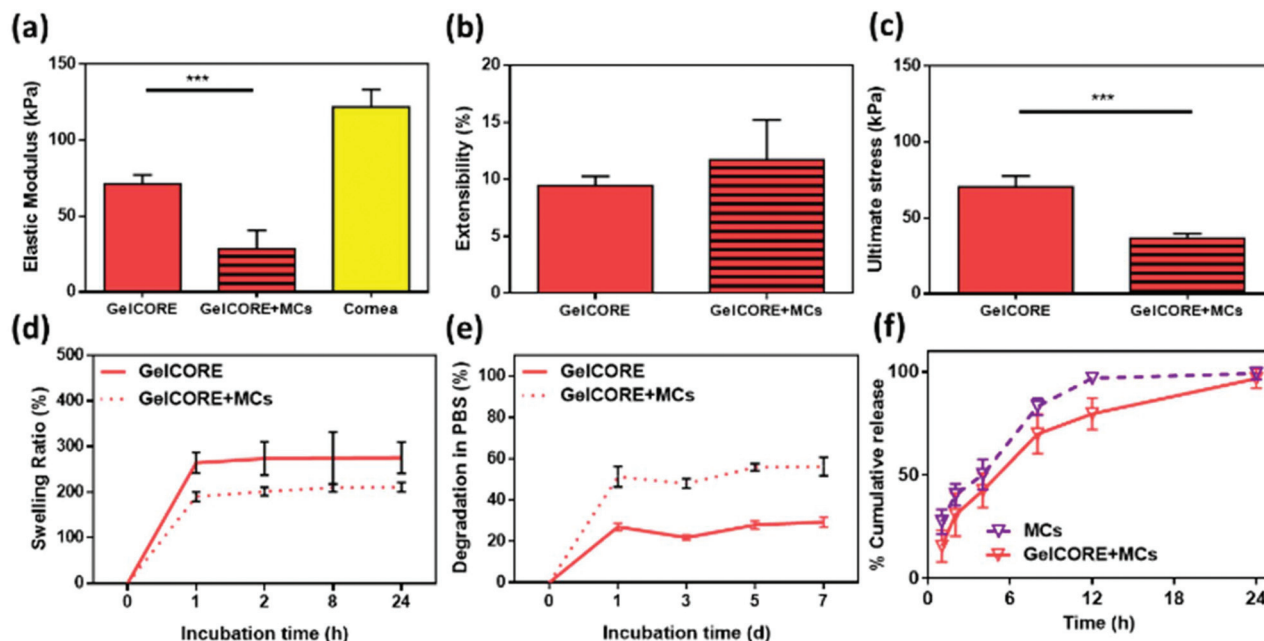 (a)
Elastic Modulus (kPa)
150
100
50
0
***
GelCORE
GelCORE+MCs
Cornea
(b)
Extensibility (%)
20
15
10
5
0
GelCORE
GelCORE+MCs
(c)
Ultimate stress (kPa)
150
100
50
0
***
GelCORE
GelCORE+MCs
(d)
Swelling Ratio (%)
500
400
300
200
100
0
GelCORE
GelCORE+MCs
0 1 2 8 24
Incubation time (h)
(e)
Degradation in PBS (%)
100
80
60
40
20
0
GelCORE
GelCORE+MCs
0 1 3 5 7
Incubation time (d)
(f)
% Cumulative release
100
50
0
MCs
GelCORE+MCs
0 6 12 18 24
Time (h)